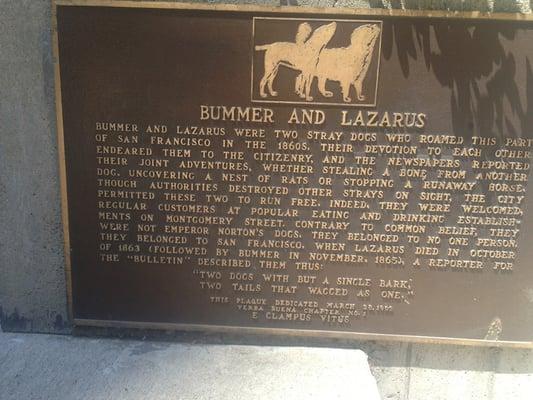 BUMMER AND LAZARUS
BUMMER AND LAZARUS WERE TWO STRAY DOGS WHO ROAMED THIS PART
OF SAN FRANCISCO IN THE 1860S. THEIR DEVOTION TO EACH OTHER
ENDEARED THEM TO THE CITIZENRY, AND THE NEWSPAPERS REPORTED
THEIR JOINT ADVENTURES, WHETHER STEALING A BONE FROM ANOTHER
DOG, UNCOVERING A NEST OF RATS OR STOPPING A RUNAWAY HORSE.
THOUGH AUTHORITIES DESTROYED OTHER STRAYS ON SIGHT, THE CITY
PERMITTED THESE TWO TO RUN FREE. INDEED, THEY WERE WELCOMED,
REGULAR CUSTOMERS AT POPULAR EATING AND DRINKING ESTABLISH-
MENTS ON MONTGOMERY STREET. CONTRARY TO COMMON BELIEF, THEY
WERE NOT EMPEROR NORTON'S DOGS. THEY BELONGED TO NO ONE PERSON.
THEY BELONGED TO SAN FRANCISCO. WHEN LAZARUS DIED IN OCTOBER
OF 1863 (FOLLOWED BY BUMMER IN NOVEMBER, 1865), A REPORTER FOR
THE "BULLETIN" DESCRIBED THEM THUS:
"TWO DOGS WITH BUT A SINGLE BARK,
TWO TAILS THAT WAGGED AS ONE."
THIS PLAQUE DEDICATED MARCH 28,
YERBA BUENA CHAPTER NO. 1
E CLAMPUS VITUS